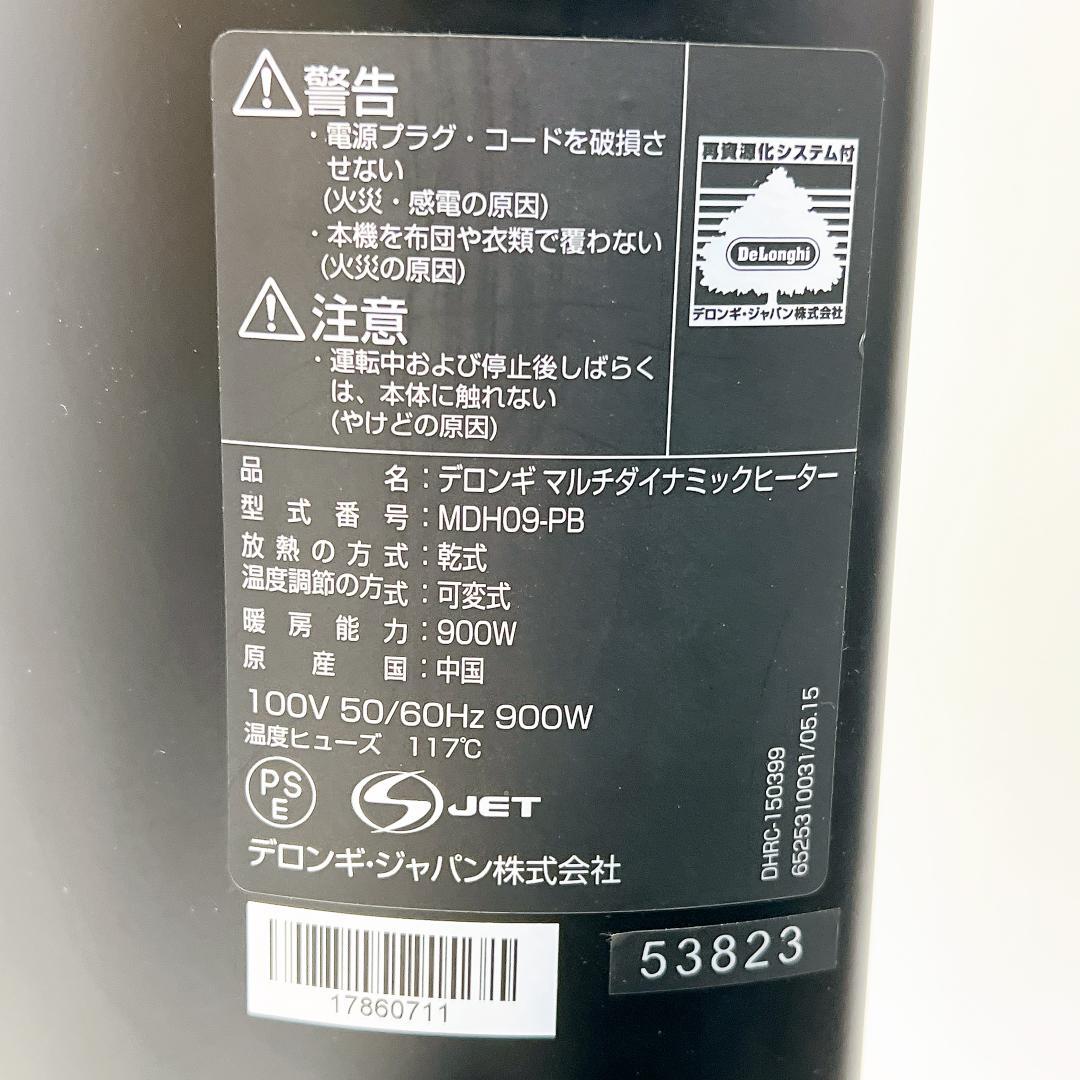 警告
・電源プラグ・コードを破損さ
せない
(火災・感電の原因)
・本機を布団や衣類で覆わない
(火災の原因)
注意
・運転中および停止後しばらく
は、本体に触れない
(やけどの原因)
再資源化システム付
DeLonghi
デロンギ・ジャパン株式会社
品名：デロンギ マルチダイナミックヒーター
型式番号：MDH09-PB
放熱の方式：乾式
温度調節の方式：可変式
暖房能力：900W
原産国：中国
100V 50/60Hz 900W
温度ヒューズ 117℃
PS
E
S JET
デロンギ・ジャパン株式会社
DHRC-150399
6525310031/05.15
17860711
53823